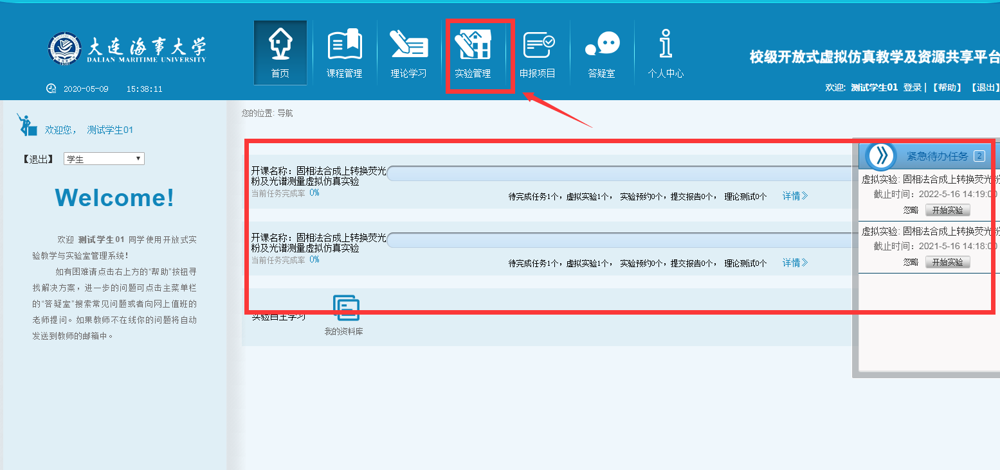 大连海事大学
DALIAN MARITIME UNIVERSITY
2020-05-09 15:38:11
首页
课程管理
理论学习
实验管理
申报项目
答疑室
个人中心
校级开放式虚拟仿真教学及资源共享平台
欢迎: 测试学生01 登录 | 【帮助】 【退出】
欢迎您， 测试学生01
【退出】 学生
Welcome!
欢迎 测试学生01 同学使用开放式实
验教学与实验室管理系统!
如有困难请点击右上方的“帮助”按钮寻
找解决方案，进一步的问题可点击主菜单栏
的“答疑室”搜索常见问题或者向网上值班的
老师提问。如果教师不在线你的问题将自动
发送到教师的邮箱中。
您的位置: 导航
开课名称：固相法合成上转换荧光
粉及光谱测量虚拟仿真实验
当前任务完成率 0%
待完成任务1个，虚拟实验1个， 实验预约0个，提交报告0个， 理论测试0个 详情
开课名称：固相法合成上转换荧光
粉及光谱测量虚拟仿真实验
当前任务完成率 0%
待完成任务1个，虚拟实验1个， 实验预约0个，提交报告0个， 理论测试0个 详情
实验自主学习
我的资料库
紧急待办任务 2
虚拟实验: 固相法合成上转换荧光粉
截止时间：2022-5-16 14:19:00
忽略 开始实验
虚拟实验: 固相法合成上转换荧光粉
截止时间：2021-5-16 14:18:00
忽略 开始实验